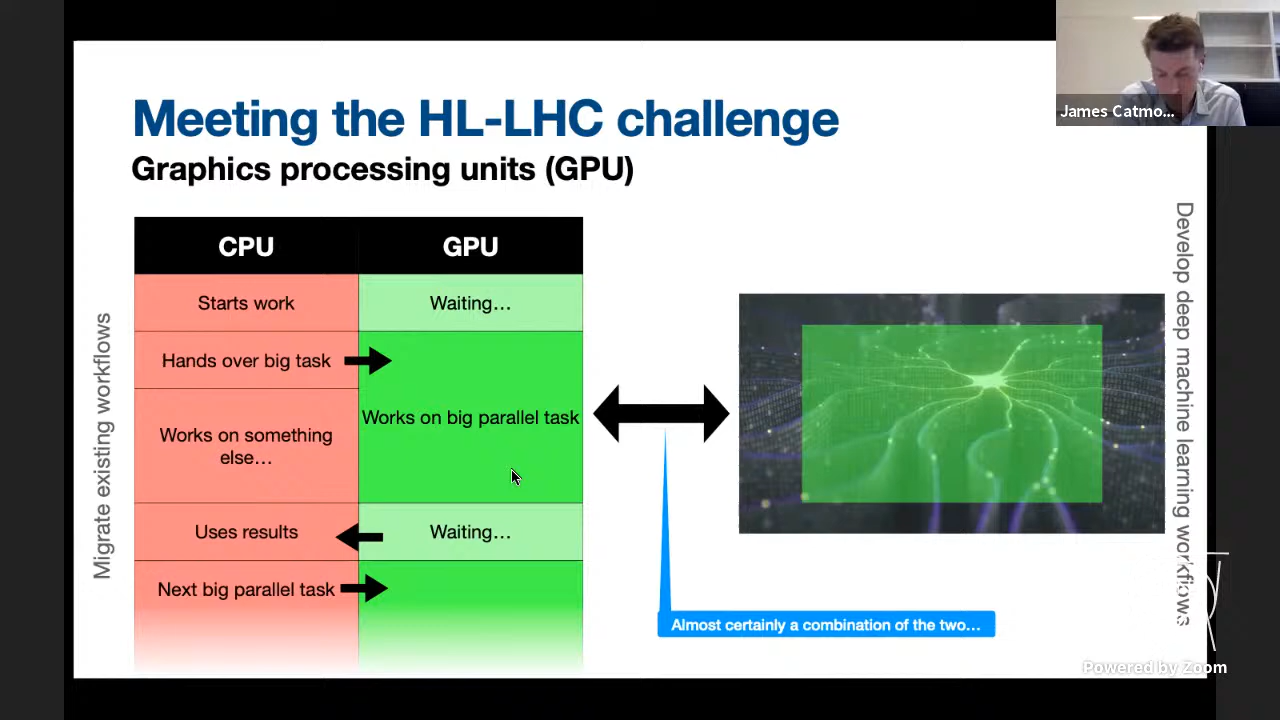 Meeting the HL-LHC challenge
Graphics processing units (GPU)
James Catmo...
CPU
GPU
Starts work
Waiting…
Hands over big task
Works on big parallel task
Works on something
else…
Uses results
Waiting…
Next big parallel task
Migrate existing workflows
Develop deep machine learning workflows
Almost certainly a combination of the two…
Powered by Zoom